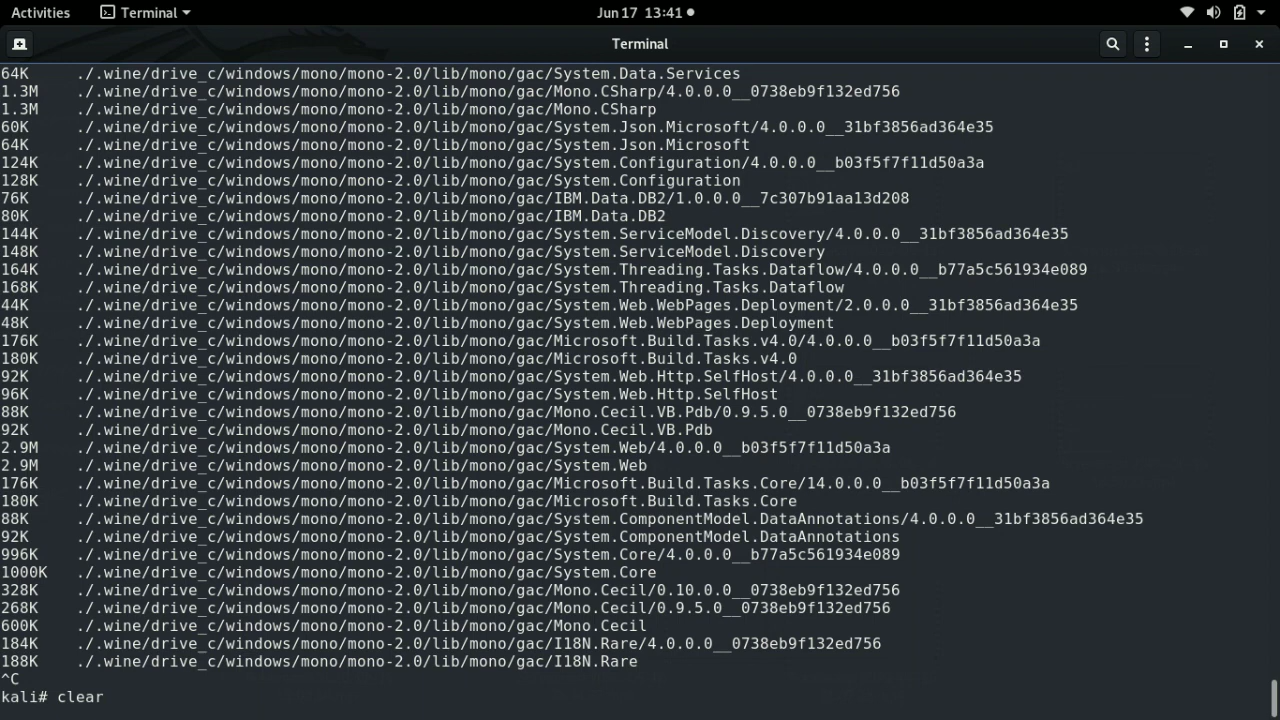 Activities
Terminal
Jun 17 13:41
Terminal
64K ./.wine/drive_c/windows/mono/mono-2.0/lib/mono/gac/System.Data.Services
1.3M ./.wine/drive_c/windows/mono/mono-2.0/lib/mono/gac/Mono.CSharp/4.0.0.0__0738eb9f132ed756
1.3M ./.wine/drive_c/windows/mono/mono-2.0/lib/mono/gac/Mono.CSharp
60K ./.wine/drive_c/windows/mono/mono-2.0/lib/mono/gac/System.Json.Microsoft/4.0.0.0__31bf3856ad364e35
64K ./.wine/drive_c/windows/mono/mono-2.0/lib/mono/gac/System.Json.Microsoft
124K ./.wine/drive_c/windows/mono/mono-2.0/lib/mono/gac/System.Configuration/4.0.0.0__b03f5f7f11d50a3a
128K ./.wine/drive_c/windows/mono/mono-2.0/lib/mono/gac/System.Configuration
76K ./.wine/drive_c/windows/mono/mono-2.0/lib/mono/gac/IBM.Data.DB2/1.0.0.0__7c307b91aa13d208
80K ./.wine/drive_c/windows/mono/mono-2.0/lib/mono/gac/IBM.Data.DB2
144K ./.wine/drive_c/windows/mono/mono-2.0/lib/mono/gac/System.ServiceModel.Discovery/4.0.0.0__31bf3856ad364e35
148K ./.wine/drive_c/windows/mono/mono-2.0/lib/mono/gac/System.ServiceModel.Discovery
164K ./.wine/drive_c/windows/mono/mono-2.0/lib/mono/gac/System.Threading.Tasks.Dataflow/4.0.0.0__b77a5c561934e089
168K ./.wine/drive_c/windows/mono/mono-2.0/lib/mono/gac/System.Threading.Tasks.Dataflow
44K ./.wine/drive_c/windows/mono/mono-2.0/lib/mono/gac/System.Web.WebPages.Deployment/2.0.0.0__31bf3856ad364e35
48K ./.wine/drive_c/windows/mono/mono-2.0/lib/mono/gac/System.Web.WebPages.Deployment
176K ./.wine/drive_c/windows/mono/mono-2.0/lib/mono/gac/Microsoft.Build.Tasks.v4.0/4.0.0.0__b03f5f7f11d50a3a
180K ./.wine/drive_c/windows/mono/mono-2.0/lib/mono/gac/Microsoft.Build.Tasks.v4.0
92K ./.wine/drive_c/windows/mono/mono-2.0/lib/mono/gac/System.Web.Http.SelfHost/4.0.0.0__31bf3856ad364e35
96K ./.wine/drive_c/windows/mono/mono-2.0/lib/mono/gac/System.Web.Http.SelfHost
88K ./.wine/drive_c/windows/mono/mono-2.0/lib/mono/gac/Mono.Cecil.VB.Pdb/0.9.5.0__0738eb9f132ed756
92K ./.wine/drive_c/windows/mono/mono-2.0/lib/mono/gac/Mono.Cecil.VB.Pdb
2.9M ./.wine/drive_c/windows/mono/mono-2.0/lib/mono/gac/System.Web/4.0.0.0__b03f5f7f11d50a3a
2.9M ./.wine/drive_c/windows/mono/mono-2.0/lib/mono/gac/System.Web
176K ./.wine/drive_c/windows/mono/mono-2.0/lib/mono/gac/Microsoft.Build.Tasks.Core/14.0.0.0__b03f5f7f11d50a3a
180K ./.wine/drive_c/windows/mono/mono-2.0/lib/mono/gac/Microsoft.Build.Tasks.Core
88K ./.wine/drive_c/windows/mono/mono-2.0/lib/mono/gac/System.ComponentModel.DataAnnotations/4.0.0.0__31bf3856ad364e35
92K ./.wine/drive_c/windows/mono/mono-2.0/lib/mono/gac/System.ComponentModel.DataAnnotations
996K ./.wine/drive_c/windows/mono/mono-2.0/lib/mono/gac/System.Core/4.0.0.0__b77a5c561934e089
1000K ./.wine/drive_c/windows/mono/mono-2.0/lib/mono/gac/System.Core
328K ./.wine/drive_c/windows/mono/mono-2.0/lib/mono/gac/Mono.Cecil/0.10.0.0__0738eb9f132ed756
268K ./.wine/drive_c/windows/mono/mono-2.0/lib/mono/gac/Mono.Cecil/0.9.5.0__0738eb9f132ed756
600K ./.wine/drive_c/windows/mono/mono-2.0/lib/mono/gac/Mono.Cecil
184K ./.wine/drive_c/windows/mono/mono-2.0/lib/mono/gac/I18N.Rare/4.0.0.0__0738eb9f132ed756
188K ./.wine/drive_c/windows/mono/mono-2.0/lib/mono/gac/I18N.Rare
^C
kali# clear